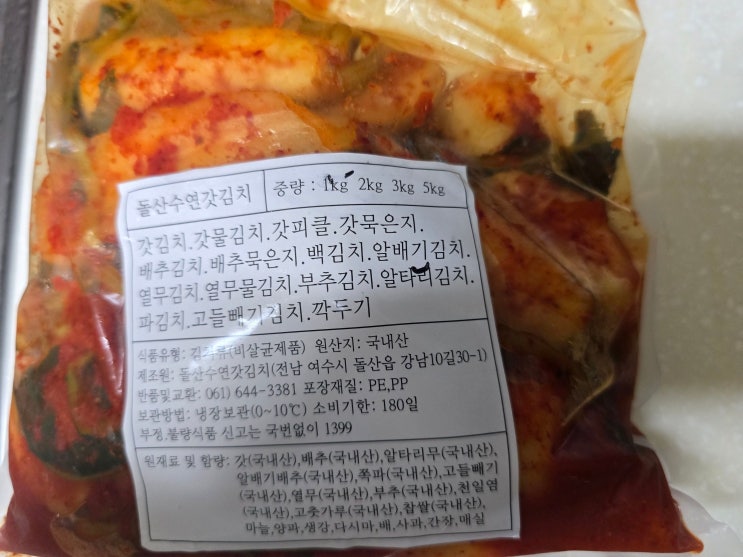 돌산수연갓김치 중량 : 1kg 2kg 3kg 5kg
갓김치.갓물김치.갓피클.갓묵은지.
배추김치.배추묵은지.백김치.알배기김치.
열무김치.열무물김치.부추김치.알타리김치.
파김치.고들빼기김치.깍두기
식품유형: 김치류(비살균제품) 원산지: 국내산
제조원: 돌산수연갓김치(전남 여수시 돌산읍 강남10길30-1)
반품및교환: 061) 644-3381 포장재질: PE,PP
보관방법: 냉장보관(0~10℃) 소비기한: 180일
부정.불량식품 신고는 국번없이 1399
원재료 및 함량: 갓(국내산),배추(국내산),알타리무(국내산),
알배기배추(국내산),쪽파(국내산),고들빼기
(국내산),열무(국내산),부추(국내산),천일염
(국내산),고춧가루(국내산),찹쌀(국내산),
마늘,양파,생강,다시마,배,사과,간장,매실